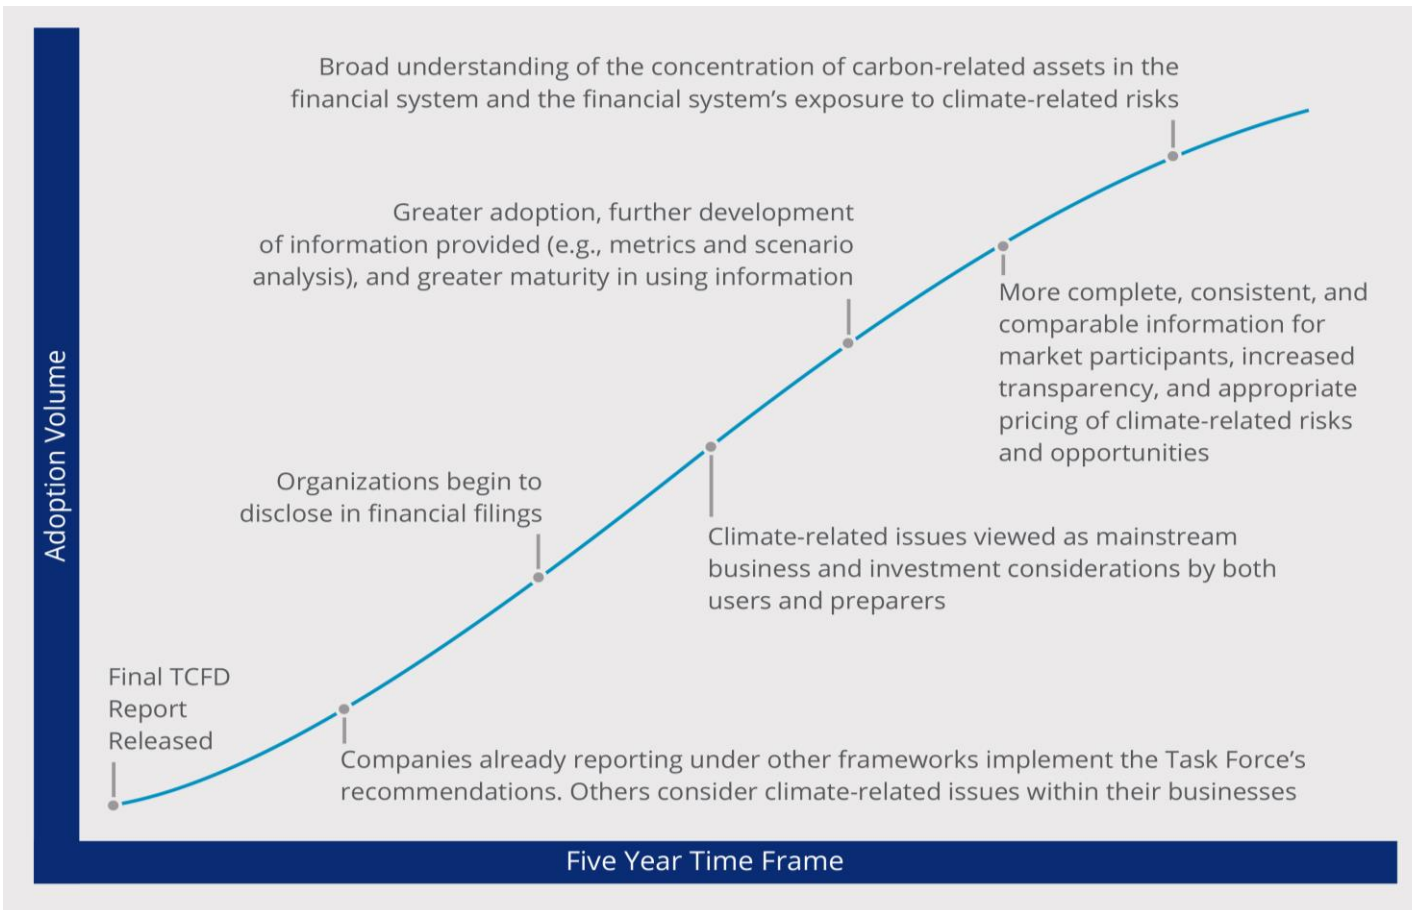 Broad understanding of the concentration of carbon-related assets in the
financial system and the financial system’s exposure to climate-related risks
Greater adoption, further development
of information provided (e.g., metrics and scenario
analysis), and greater maturity in using information
More complete, consistent, and
comparable information for
market participants, increased
transparency, and appropriate
pricing of climate-related risks
and opportunities
Organizations begin to
disclose in financial filings
Climate-related issues viewed as mainstream
business and investment considerations by both
users and preparers
Final TCFD
Report
Released
Companies already reporting under other frameworks implement the Task Force’s
recommendations. Others consider climate-related issues within their businesses
Adoption Volume
Five Year Time Frame